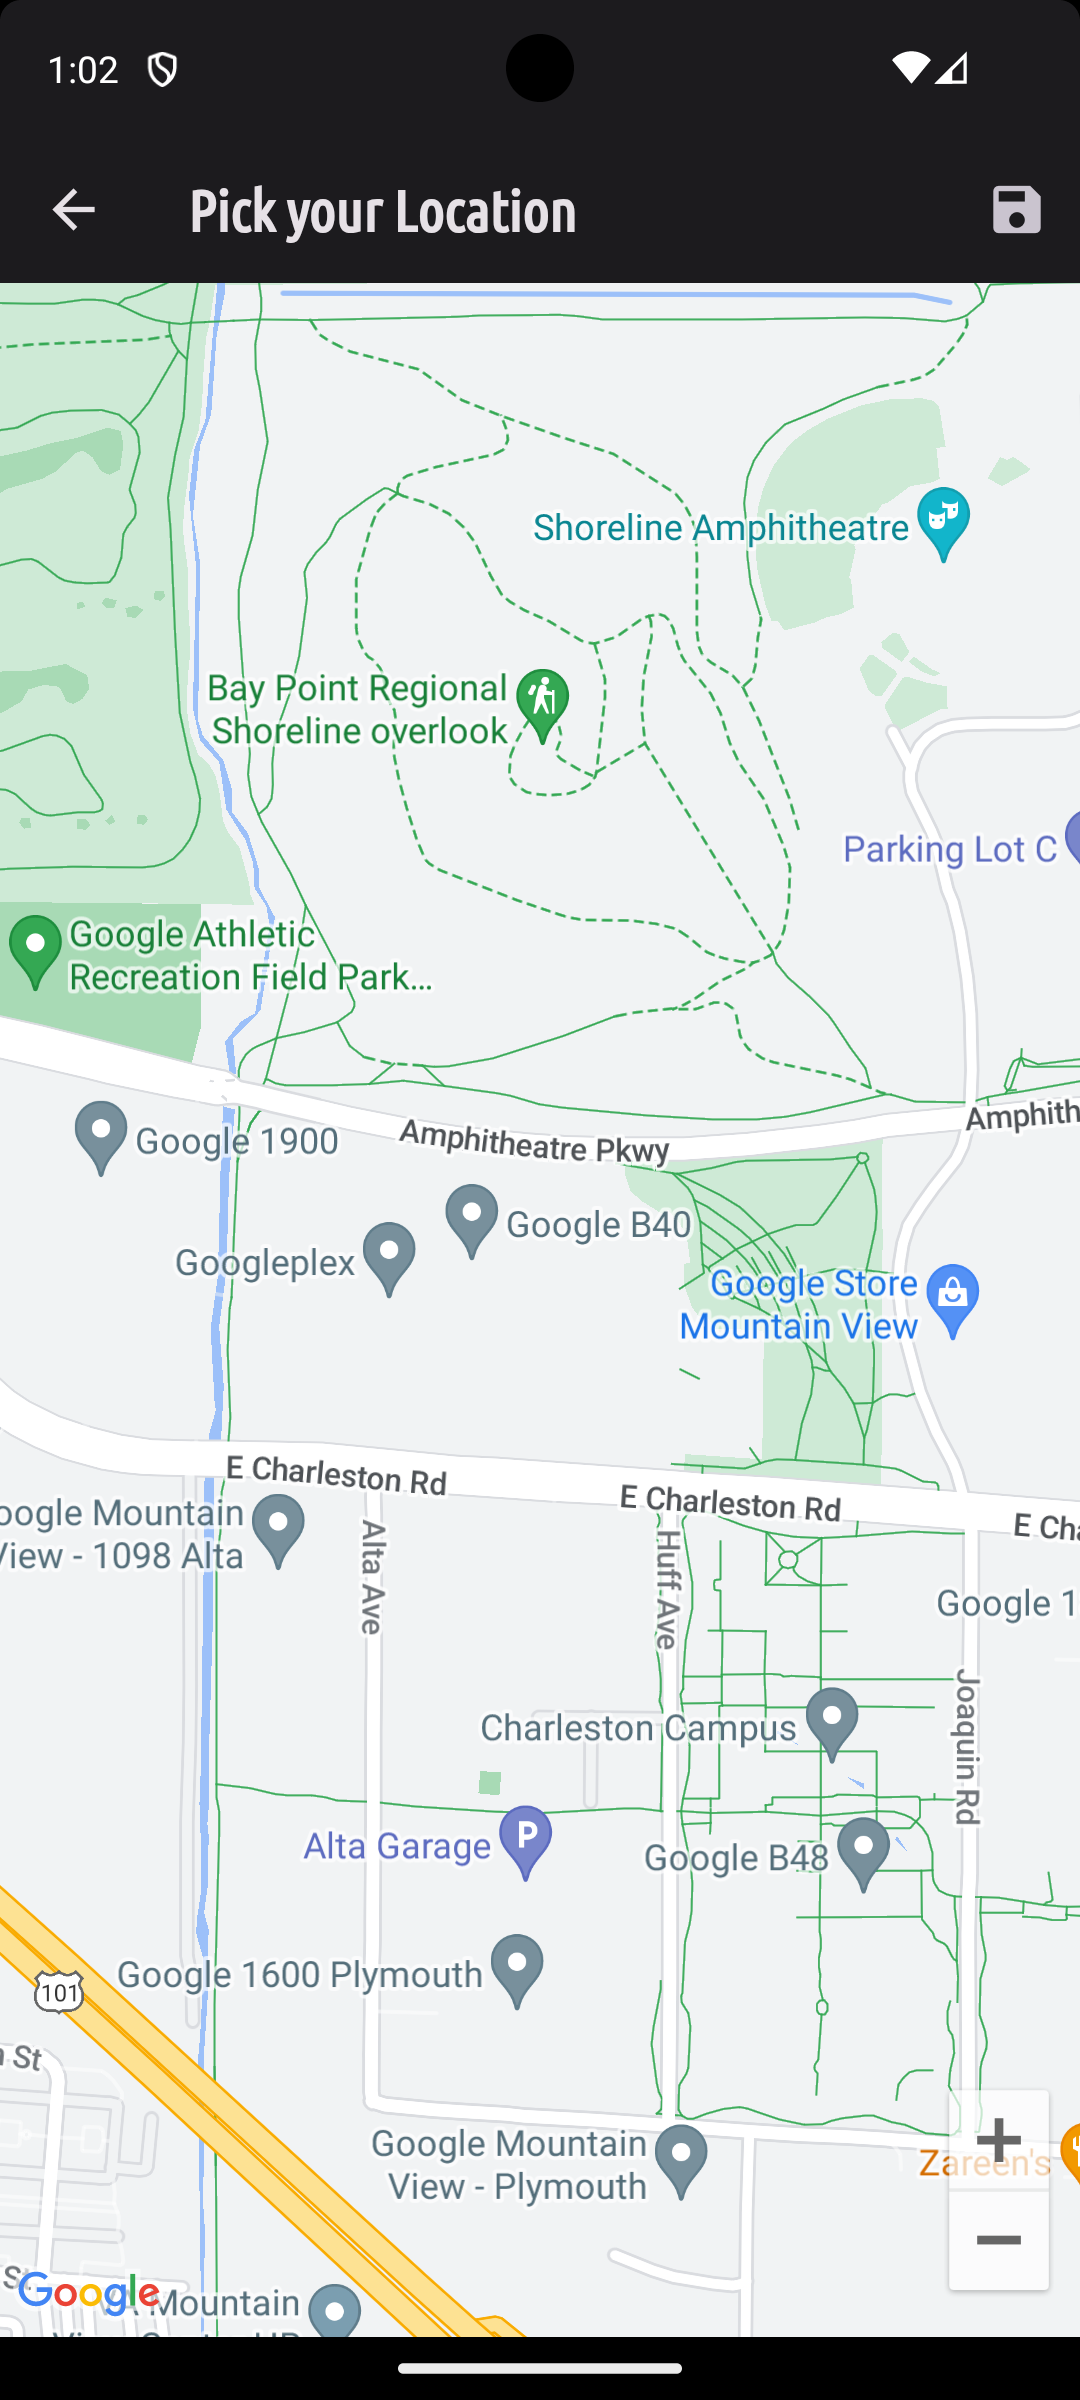 1:02
Pick your Location
Shoreline Amphitheatre
Bay Point Regional
Shoreline overlook
Parking Lot C
Google Athletic
Recreation Field Park...
Amphitheatre Pkwy
Amphith
Google 1900
Google B40
Googleplex
Google Store
Mountain View
E Charleston Rd
E Charleston Rd
E Cha
oogle Mountain
View - 1098 Alta
Alta Ave
Huff Ave
Google 1
Joaquin Rd
Charleston Campus
Alta Garage
P
Google B48
Google 1600 Plymouth
101
St
Google Mountain
View - Plymouth
Zareen's
+
−
Google
Mountain